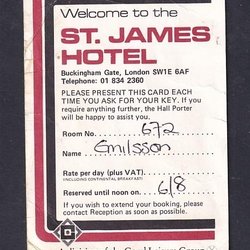 Welcome to the
ST. JAMES
HOTEL
Buckingham Gate, London SW1E 6AF
Telephone: 01 834 2360
PLEASE PRESENT THIS CARD EACH
TIME YOU ASK FOR YOUR KEY. If you
require anything further, the Hall Porter
will be happy to assist you.
Room No. 672
Name Emilsson
Rate per day (plus VAT)
(INCLUDING CONTINENTAL BREAKFAST)
Reserved until noon on 6/8
If you wish to extend your booking, please
contact Reception as soon as possible.